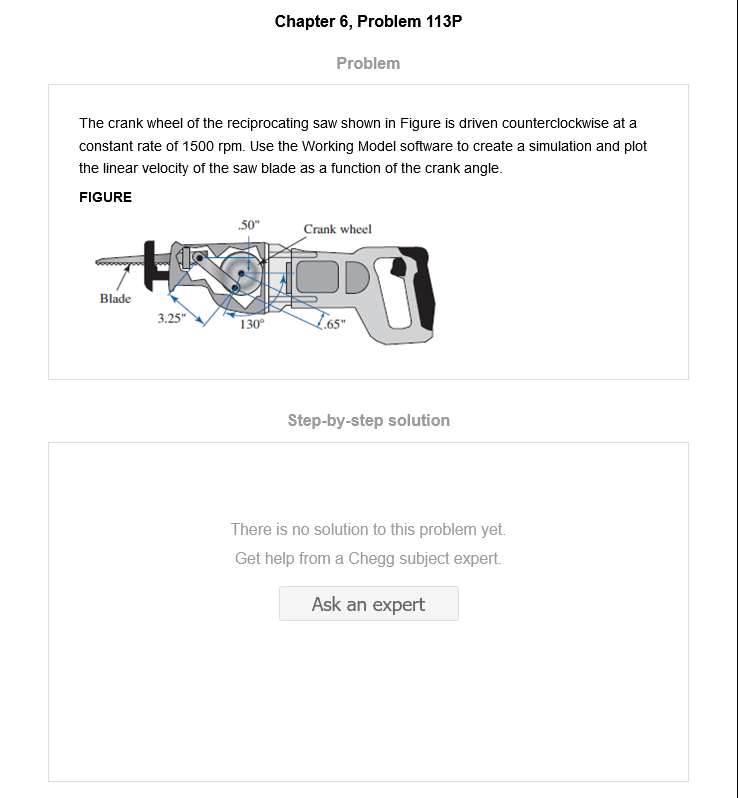 Chapter 6, Problem 113P
Problem
The crank wheel of the reciprocating saw shown in Figure is driven counterclockwise at a
constant rate of 1500 rpm. Use the Working Model software to create a simulation and plot
the linear velocity of the saw blade as a function of the crank angle.
FIGURE
.50"
Crank wheel
Blade
3.25"
130°
.65"
Step-by-step solution
There is no solution to this problem yet.
Get help from a Chegg subject expert.
Ask an expert